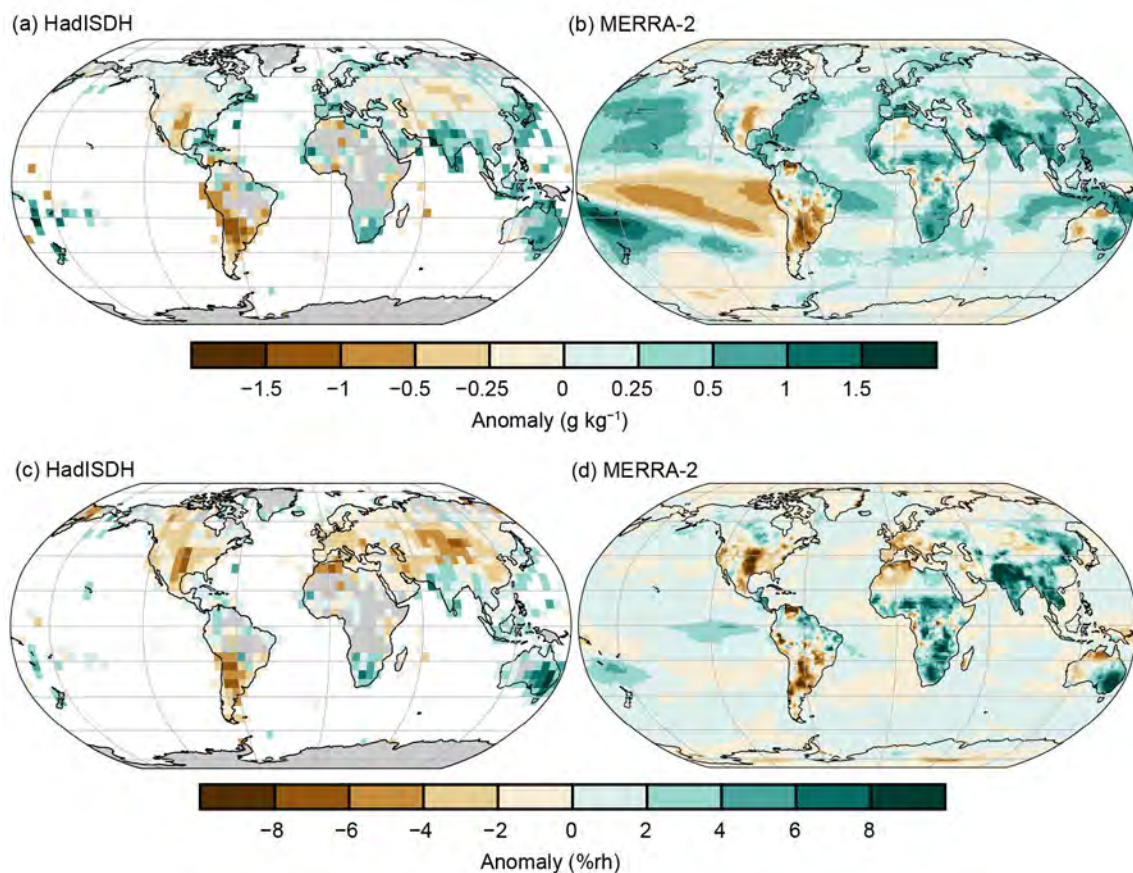 (a) HadISDH
(b) MERRA-2
−1.5 −1 −0.5 −0.25 0 0.25 0.5 1 1.5
Anomaly (g kg⁻¹)
(c) HadISDH
(d) MERRA-2
−8 −6 −4 −2 0 2 4 6 8
Anomaly (%rh)